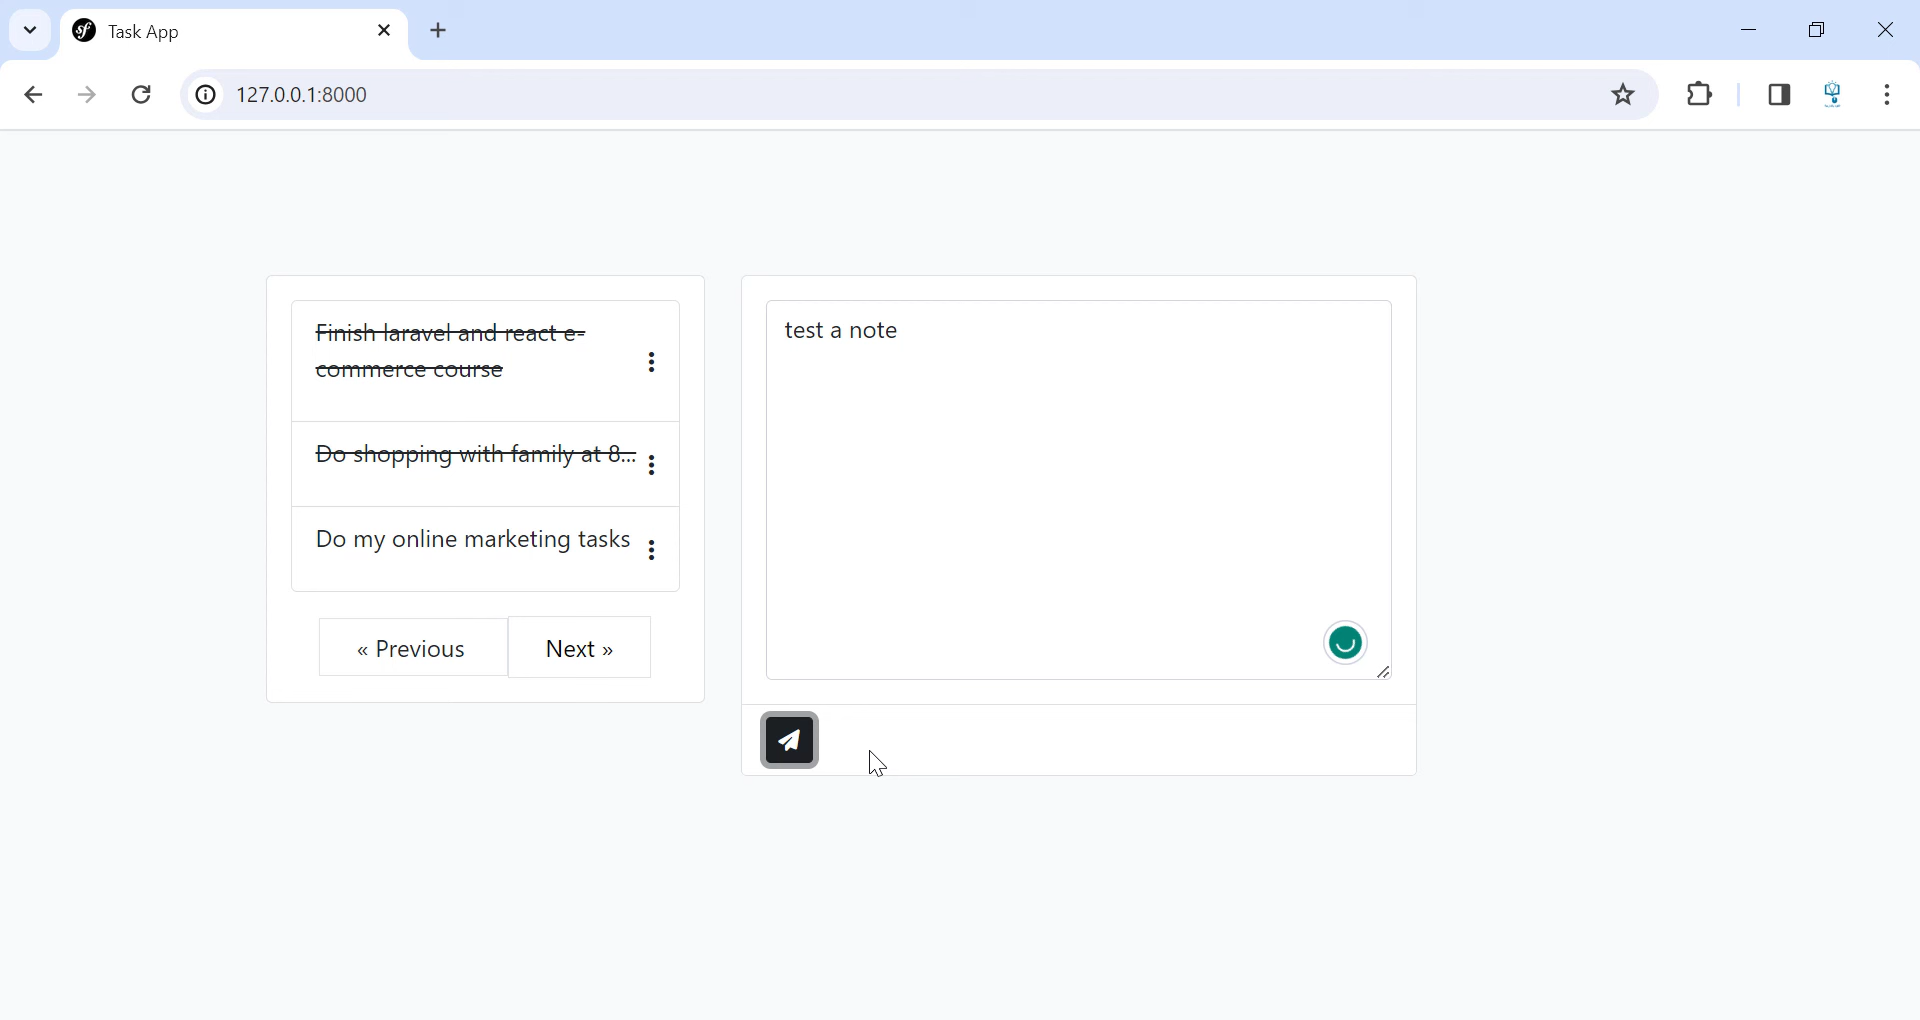 Task App
127.0.0.1:8000
Finish laravel and react e-
commerce course
Do shopping with family at 8...
Do my online marketing tasks
« Previous
Next »
test a note